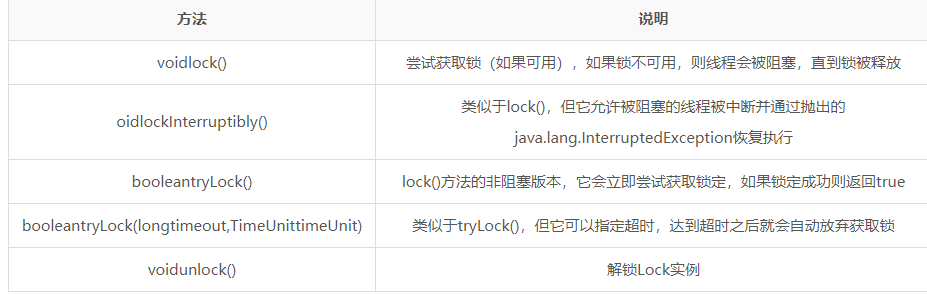 方法 说明
voidlock() 尝试获取锁（如果可用），如果锁不可用，则线程会被阻塞，直到锁被释放
oidlockInterruptibly() 类似于lock()，但它允许被阻塞的线程被中断并通过抛出的
java.lang.InterruptedException恢复执行
booleantryLock() lock()方法的非阻塞版本，它会立即尝试获取锁定，如果锁定成功则返回true
booleantryLock(longtimeout,TimeUnittimeUnit) 类似于tryLock()，但它可以指定超时，达到超时之后就会自动放弃获取锁
voidunlock() 解锁Lock实例